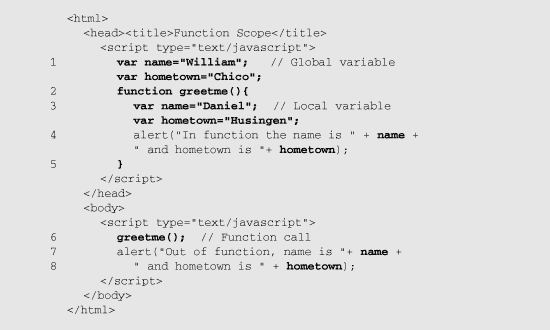 <html>
<head><title>Function Scope</title>
<script type="text/javascript">
1 var name="William"; // Global variable
var hometown="Chico";
2 function greetme(){
3 var name="Daniel"; // Local variable
var hometown="Husingen";
4 alert("In function the name is " + name +
" and hometown is "+ hometown);
5 }
</script>
</head>
<body>
<script type="text/javascript">
6 greetme(); // Function call
7 alert("Out of function, name is "+ name +
8 " and hometown is " + hometown);
</script>
</body>
</html>